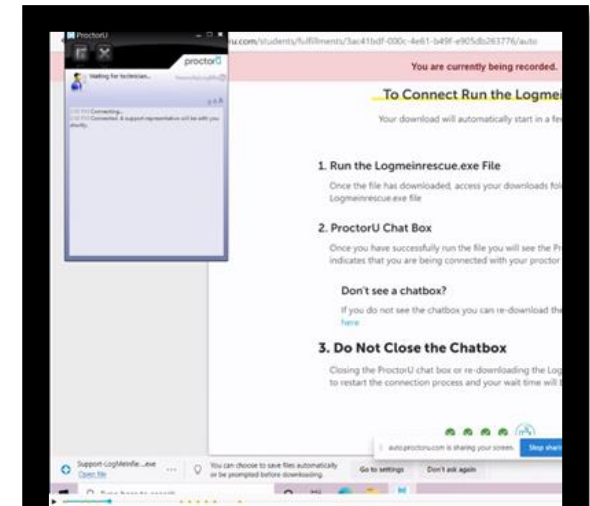 ProctorU
ru.com/students/fulfillments/3ac41bdf-000c-4e61-b49f-e905db263776/auto
proctoru
Waiting for technician...
Connecting...
Connected. A support representative will be with you
shortly.
You are currently being recorded.
To Connect Run the Logmei
Your download will automatically start in a few
1. Run the Logmeinrescue.exe File
Once the file has downloaded, access your downloads fol
Logmeinrescue.exe file
2. ProctorU Chat Box
Once you have successfully run the file you will see the Pr
indicates that you are being connected with your proctor
Don't see a chatbox?
If you do not see the chatbox you can re-download the
here
3. Do Not Close the Chatbox
Closing the ProctorU chat box or re-downloading the Log
to restart the connection process and your wait time will b
auto.proctoru.com is sharing your screen.
Stop sharin
Support-LogMeInRe....exe
Open file
You can choose to save files automatically
or be prompted before downloading.
Go to settings
Don't ask again